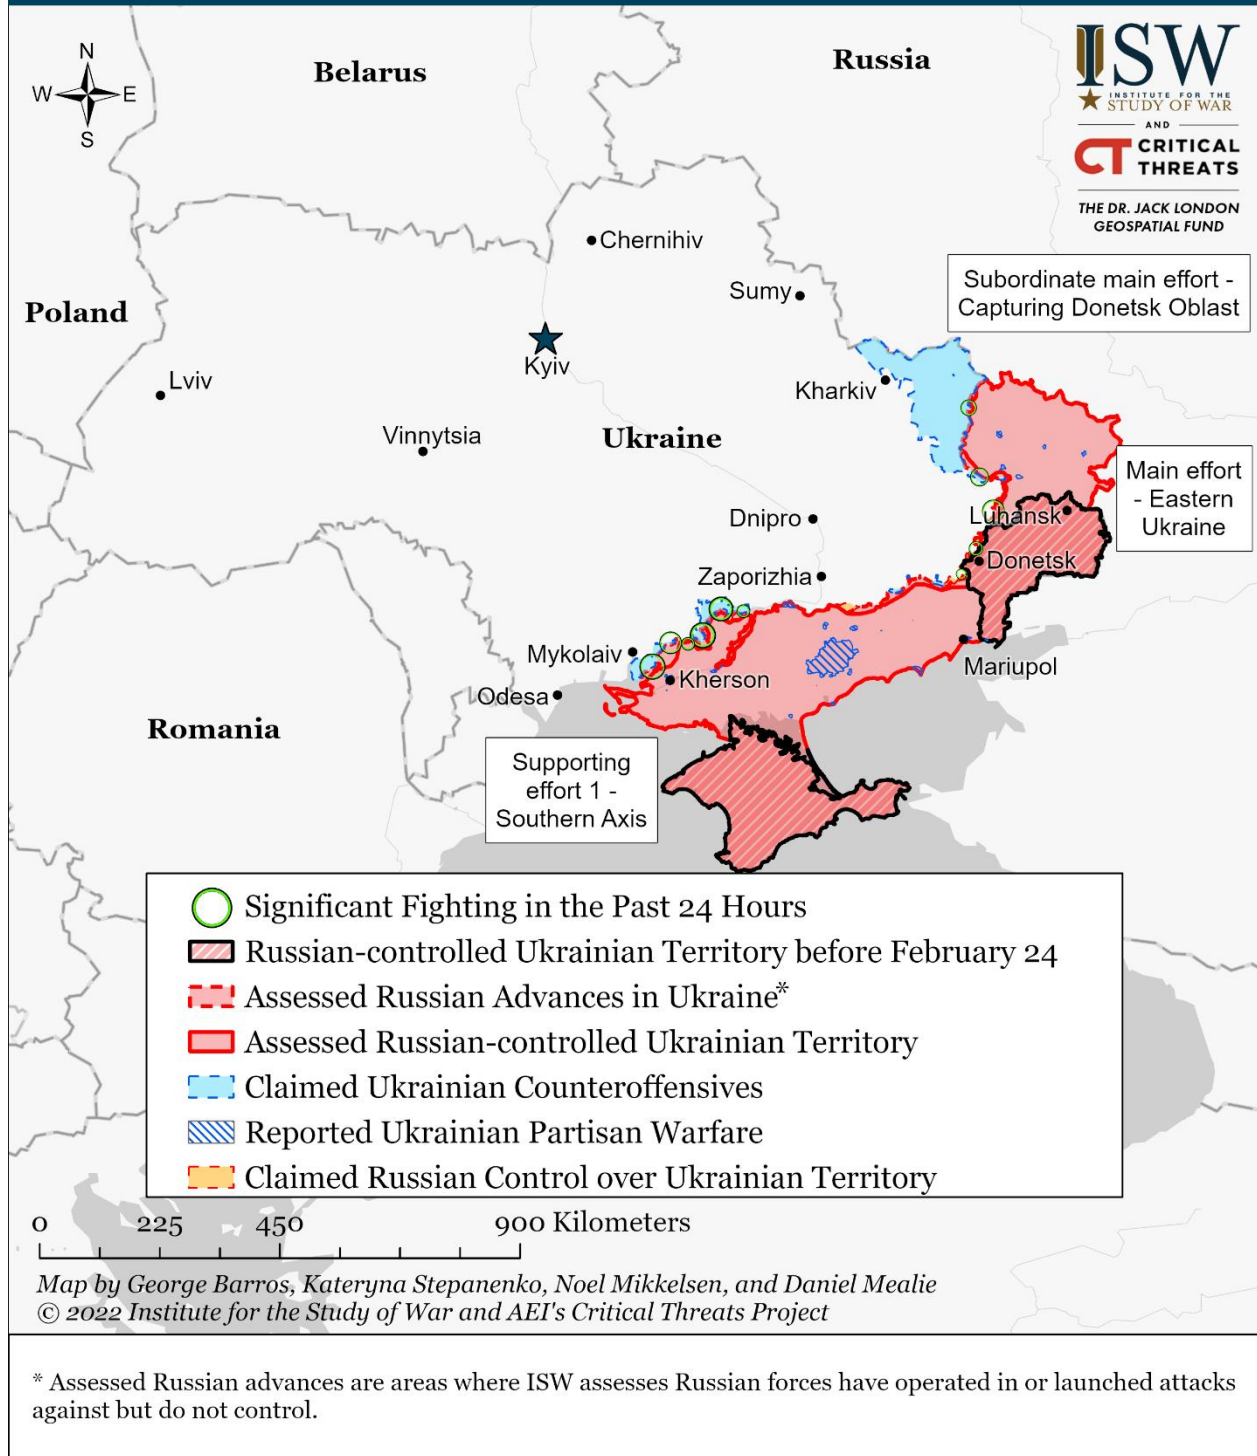 N
W E
S
Belarus
Russia
ISW
INSTITUTE FOR THE
STUDY OF WAR
AND
CT CRITICAL
THREATS
THE DR. JACK LONDON
GEOSPATIAL FUND
Chernihiv
Sumy
Subordinate main effort -
Capturing Donetsk Oblast
Poland
Kyiv
Lviv
Kharkiv
Vinnytsia
Ukraine
Main effort
- Eastern
Ukraine
Dnipro
Luhansk
Donetsk
Zaporizhia
Mykolaiv
Mariupol
Kherson
Odesa
Romania
Supporting
effort 1 -
Southern Axis
Significant Fighting in the Past 24 Hours
Russian-controlled Ukrainian Territory before February 24
Assessed Russian Advances in Ukraine*
Assessed Russian-controlled Ukrainian Territory
Claimed Ukrainian Counteroffensives
Reported Ukrainian Partisan Warfare
Claimed Russian Control over Ukrainian Territory
0 225 450 900 Kilometers
Map by George Barros, Kateryna Stepanenko, Noel Mikkelsen, and Daniel Mealie
© 2022 Institute for the Study of War and AEI's Critical Threats Project
* Assessed Russian advances are areas where ISW assesses Russian forces have operated in or launched attacks
against but do not control.